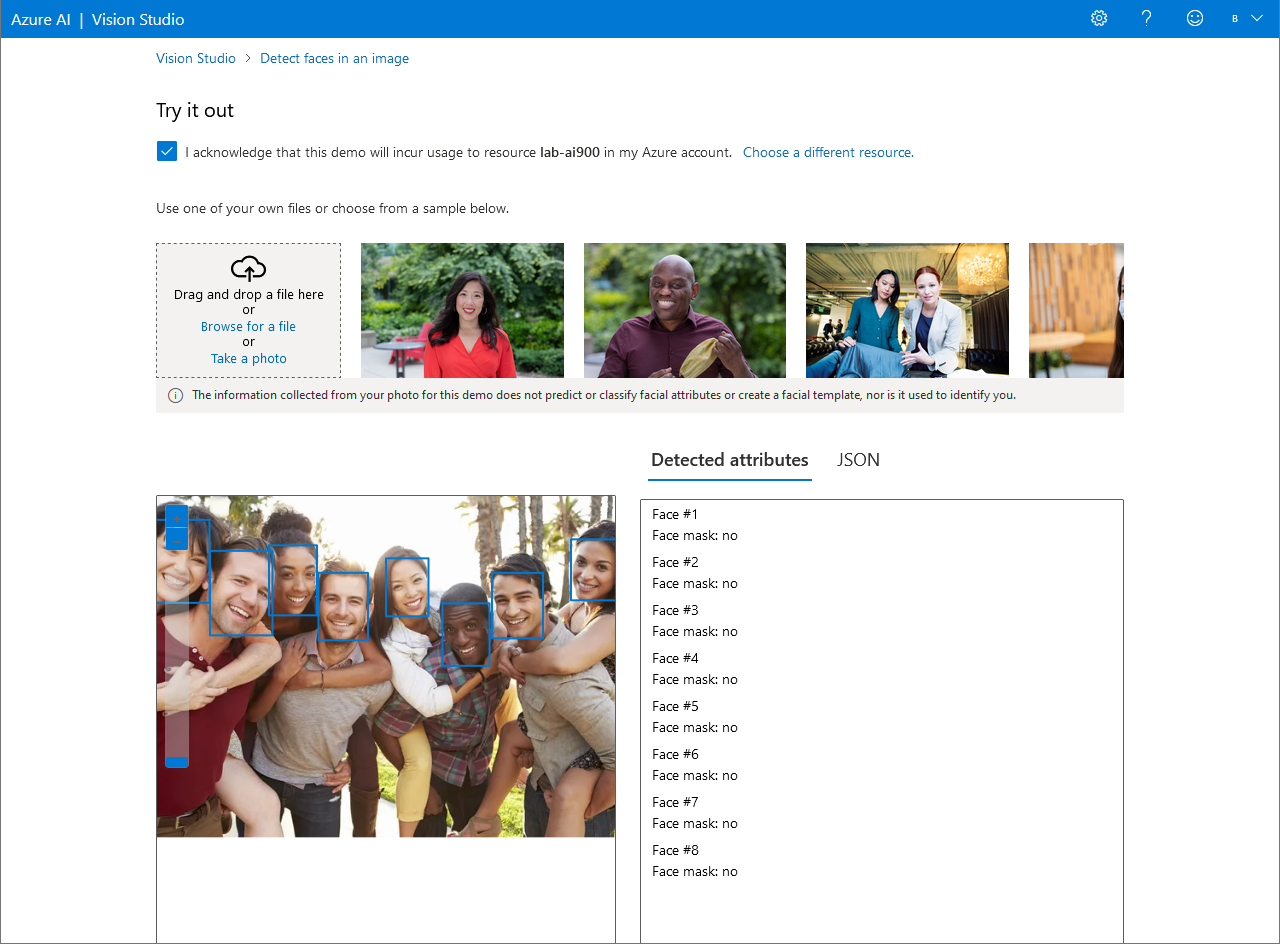 Azure AI | Vision Studio
B
Vision Studio > Detect faces in an image
Try it out
I acknowledge that this demo will incur usage to resource lab-ai900 in my Azure account. Choose a different resource.
Use one of your own files or choose from a sample below.
Drag and drop a file here
or
Browse for a file
or
Take a photo
The information collected from your photo for this demo does not predict or classify facial attributes or create a facial template, nor is it used to identify you.
Detected attributes JSON
Face #1
Face mask: no
Face #2
Face mask: no
Face #3
Face mask: no
Face #4
Face mask: no
Face #5
Face mask: no
Face #6
Face mask: no
Face #7
Face mask: no
Face #8
Face mask: no